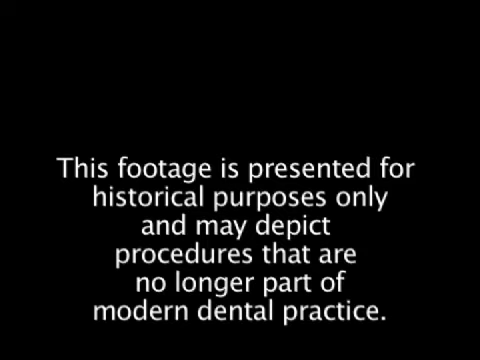 This footage is presented for
historical purposes only
and may depict
procedures that are
no longer part of
modern dental practice.